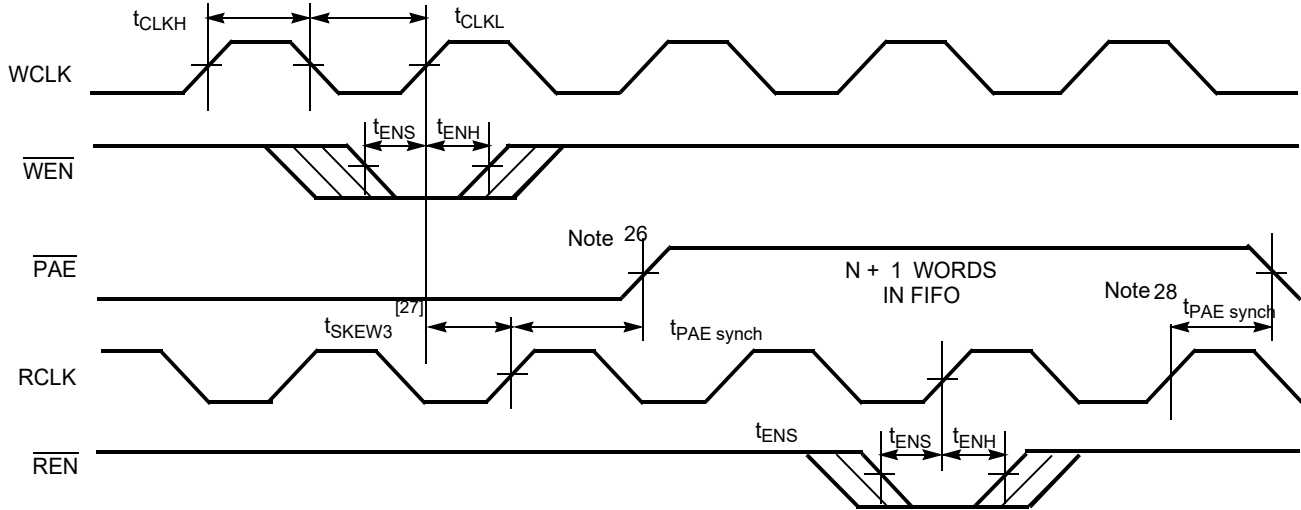 tCLKH
tCLKL
WCLK
tENS
tENH
WEN
Note 26
PAE
N + 1 WORDS
IN FIFO
Note 28
[27]
tSKEW3
tPAE synch
tPAE synch
RCLK
tENS
tENS
tENH
REN